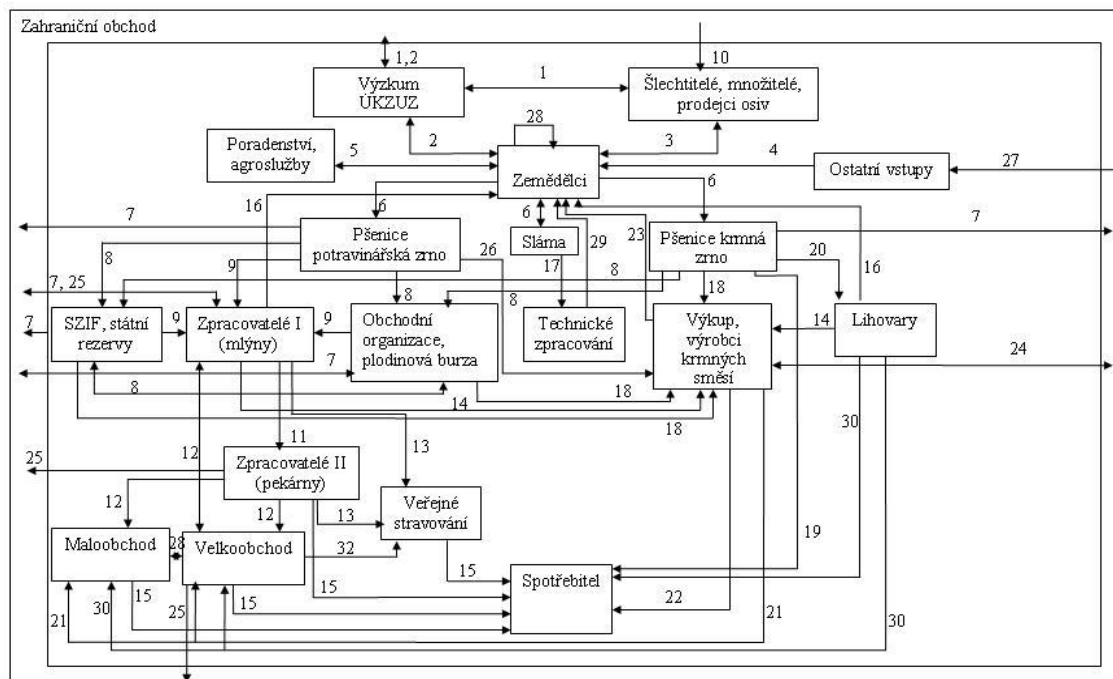 Zahraniční obchod
1,2
10
Výzkum
ÚKZUZ
1
Šlechtitelé, množitelé,
prodejci osiv
28
2
3
Poradenství,
agroslužby
5
Zemědělci
4
Ostatní vstupy
27
16
6
6
6
7
7
Pšenice
potravinářská zrno
Sláma
29
23
Pšenice krmná
zrno
8
9
26
17
8
20
16
18
7, 25
8
8
7
SZIF, státní
rezervy
9
Zpracovatelé I
(mlýny)
9
Obchodní
organizace,
plodinová burza
Technické
zpracování
Výkup,
výrobci
krmných
směsí
14
Lihovary
7
24
8
14
18
18
30
12
11
13
25
Zpracovatelé II
(pekárny)
12
12
13
Veřejné
stravování
19
Maloobchod
28
Velkoobchod
32
15
Spotřebitel
21
15
30
25
15
15
22
21
30